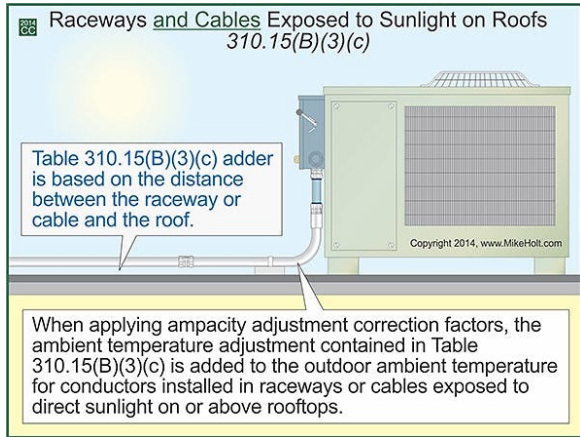 2014
CC
Raceways and Cables Exposed to Sunlight on Roofs
310.15(B)(3)(c)
Table 310.15(B)(3)(c) adder
is based on the distance
between the raceway or
cable and the roof.
Copyright 2014, www.MikeHolt.com
When applying ampacity adjustment correction factors, the
ambient temperature adjustment contained in Table
310.15(B)(3)(c) is added to the outdoor ambient temperature
for conductors installed in raceways or cables exposed to
direct sunlight on or above rooftops.